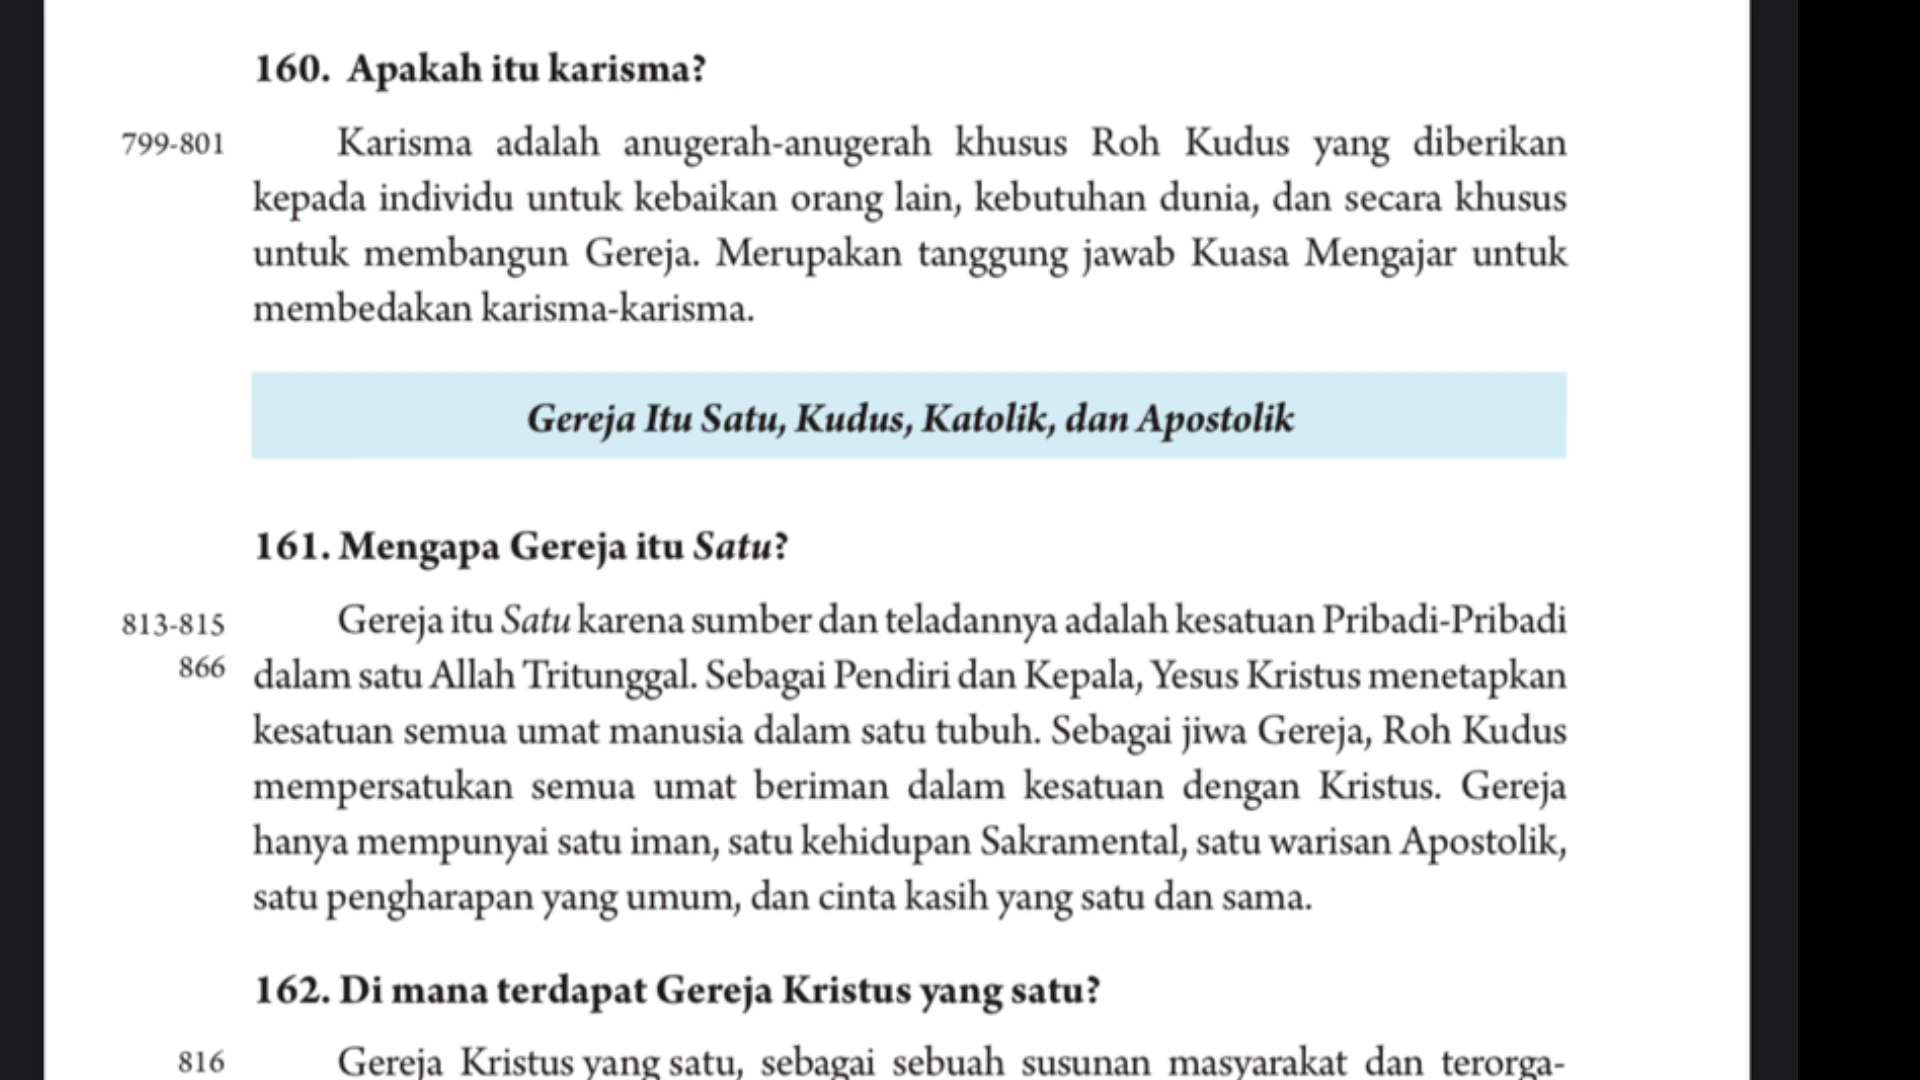 160. Apakah itu karisma?
799-801 Karisma adalah anugerah-anugerah khusus Roh Kudus yang diberikan
kepada individu untuk kebaikan orang lain, kebutuhan dunia, dan secara khusus
untuk membangun Gereja. Merupakan tanggung jawab Kuasa Mengajar untuk
membedakan karisma-karisma.
Gereja Itu Satu, Kudus, Katolik, dan Apostolik
161. Mengapa Gereja itu Satu?
813-815 Gereja itu Satu karena sumber dan teladannya adalah kesatuan Pribadi-Pribadi
866 dalam satu Allah Tritunggal. Sebagai Pendiri dan Kepala, Yesus Kristus menetapkan
kesatuan semua umat manusia dalam satu tubuh. Sebagai jiwa Gereja, Roh Kudus
mempersatukan semua umat beriman dalam kesatuan dengan Kristus. Gereja
hanya mempunyai satu iman, satu kehidupan Sakramental, satu warisan Apostolik,
satu pengharapan yang umum, dan cinta kasih yang satu dan sama.
162. Di mana terdapat Gereja Kristus yang satu?
816 Gereja Kristus yang satu, sebagai sebuah susunan masyarakat dan terorga-